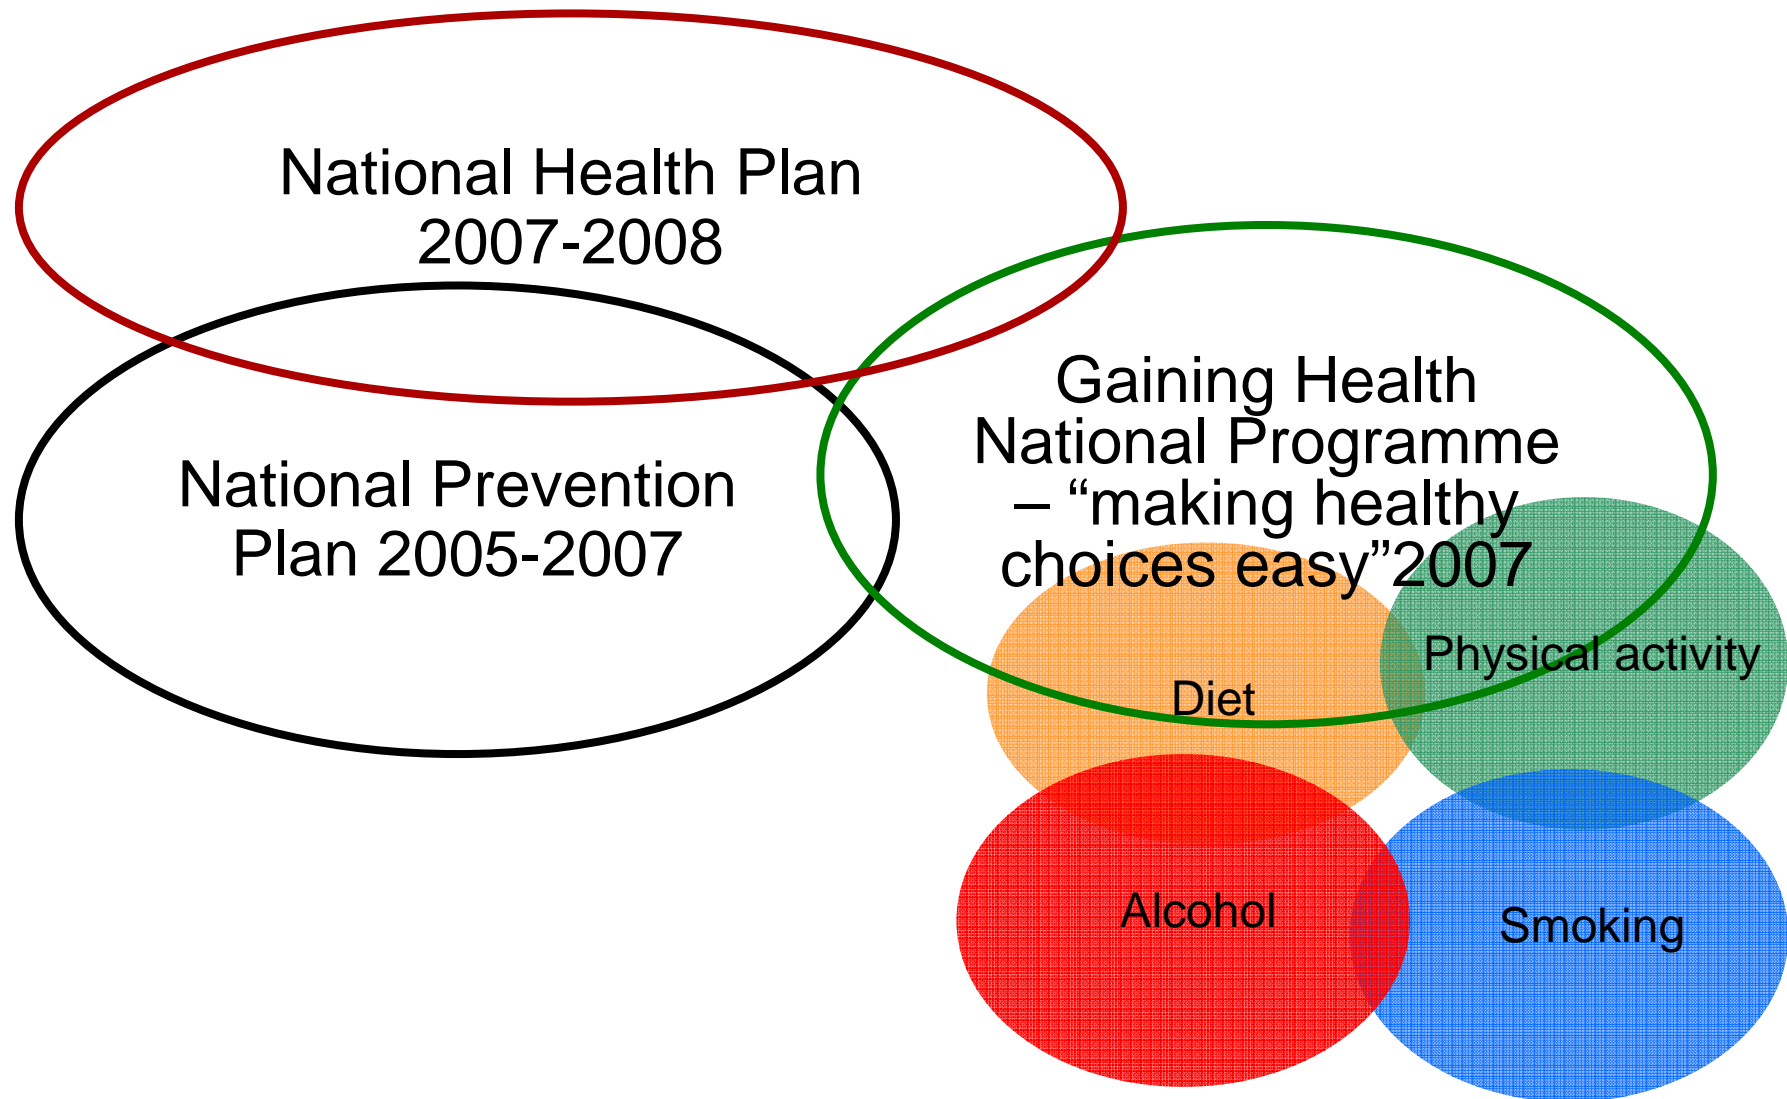 National Health Plan
2007-2008
National Prevention
Plan 2005-2007
Gaining Health
National Programme
– “making healthy
choices easy”2007
Physical activity
Diet
Alcohol
Smoking